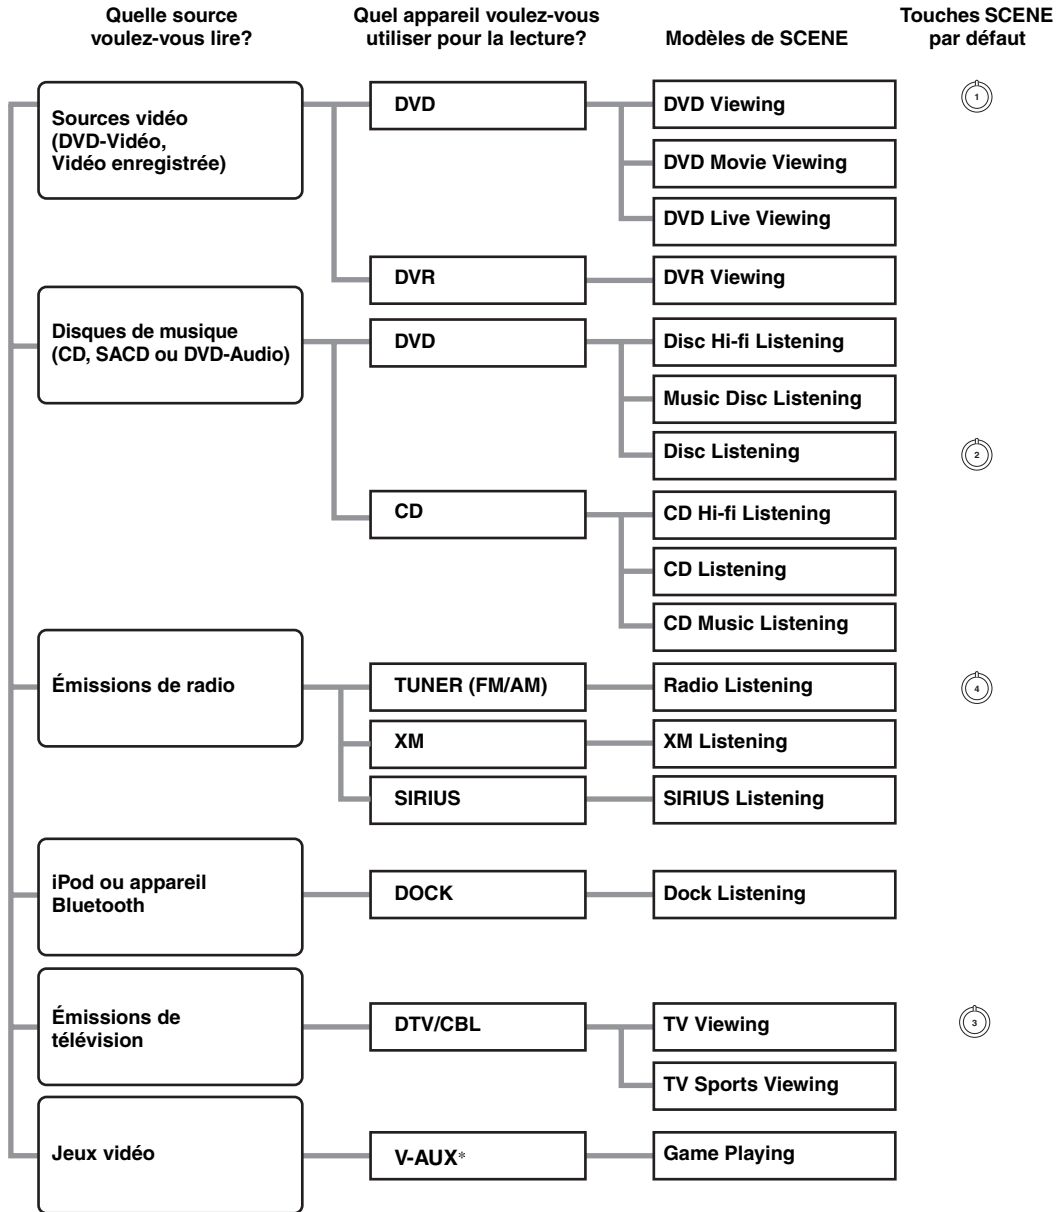 Quelle source
voulez-vous lire?
Quel appareil voulez-vous
utiliser pour la lecture?
Modèles de SCENE
Touches SCENE
par défaut
Sources vidéo
(DVD-Vidéo,
Vidéo enregistrée)
DVD
DVD Viewing
1
DVD Movie Viewing
DVD Live Viewing
DVR
DVR Viewing
Disques de musique
(CD, SACD ou DVD-Audio)
DVD
Disc Hi-fi Listening
Music Disc Listening
Disc Listening
2
CD
CD Hi-fi Listening
CD Listening
CD Music Listening
Émissions de radio
TUNER (FM/AM)
Radio Listening
4
XM
XM Listening
SIRIUS
SIRIUS Listening
iPod ou appareil
Bluetooth
DOCK
Dock Listening
Émissions de
télévision
DTV/CBL
TV Viewing
3
TV Sports Viewing
Jeux vidéo
V-AUX*
Game Playing